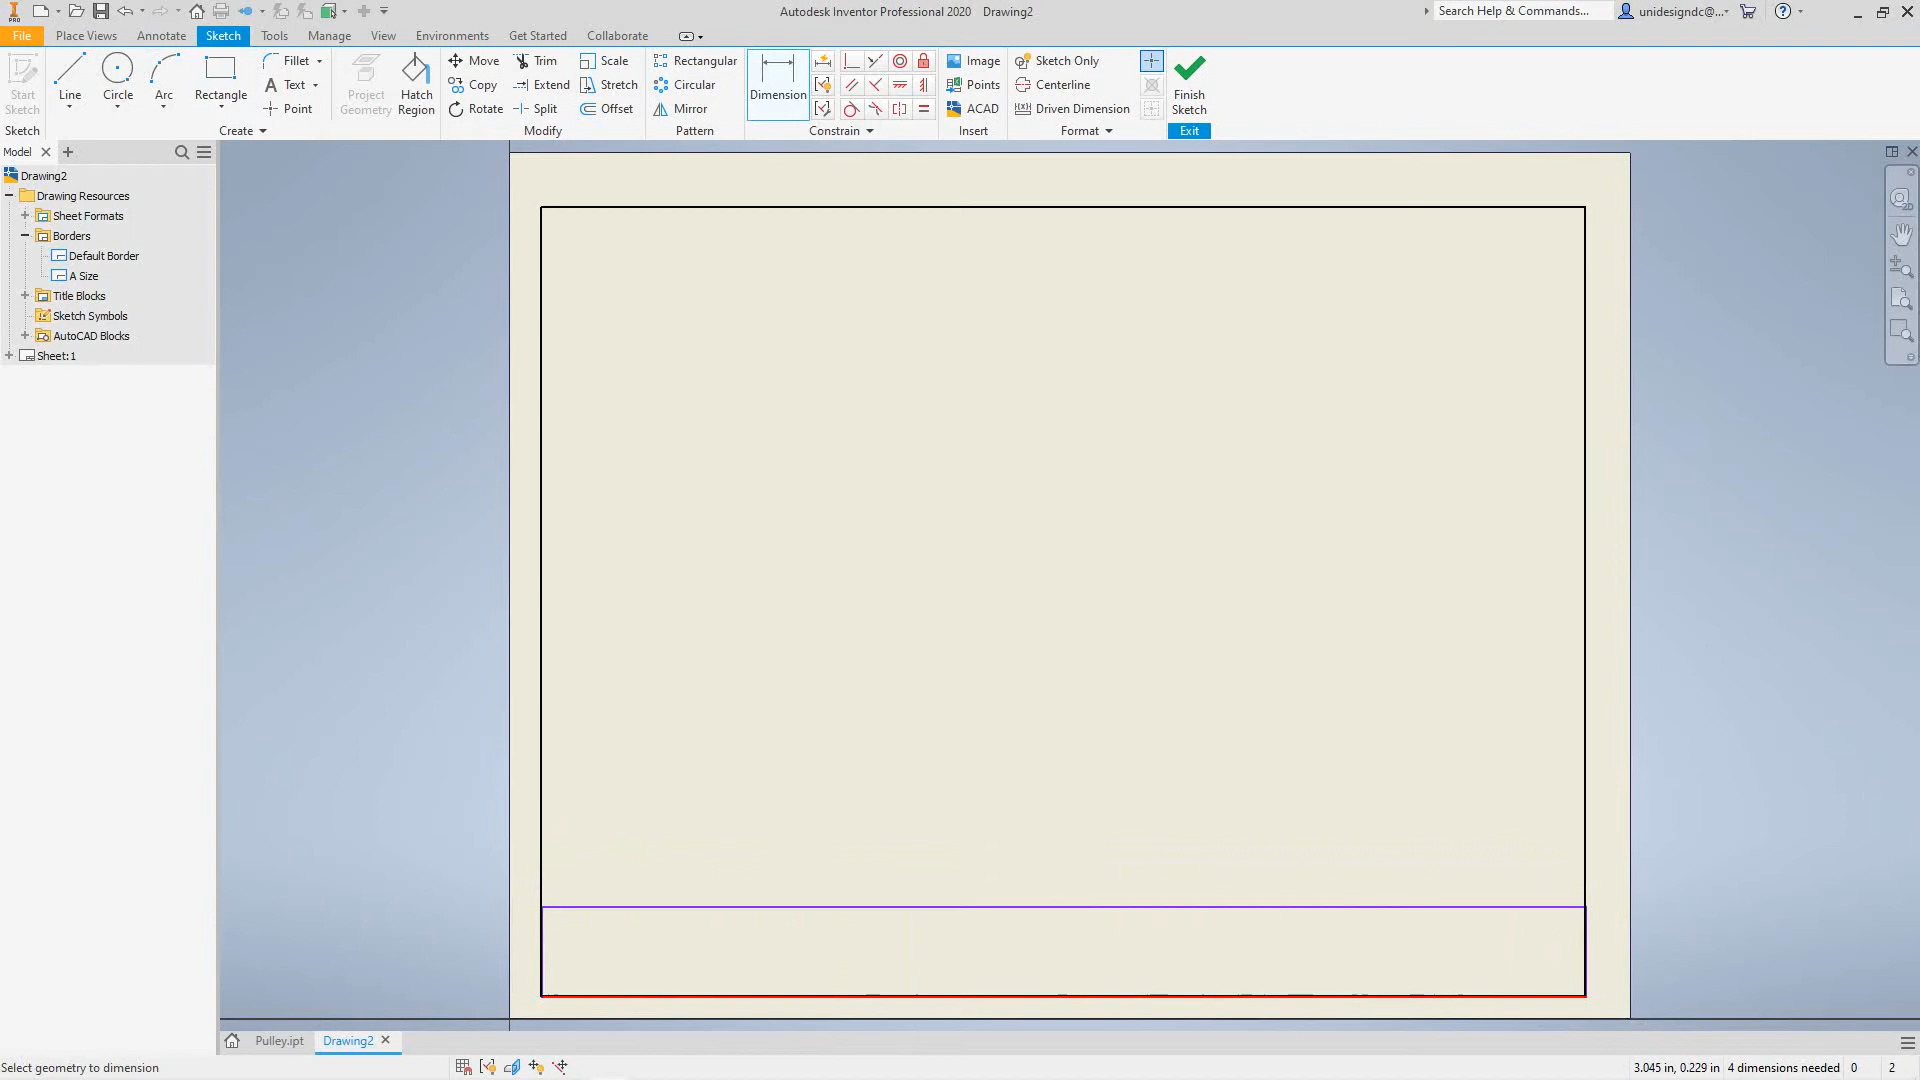 Autodesk Inventor Professional 2020 Drawing2
Search Help & Commands...
unidesigndc@...
File Place Views Annotate Sketch Tools Manage View Environments Get Started Collaborate
Start Sketch
Line
Circle
Arc
Rectangle
Fillet
Text
Point
Project Geometry
Hatch Region
Move
Copy
Rotate
Trim
Extend
Split
Scale
Stretch
Offset
Rectangular
Circular
Mirror
Dimension
Image
Points
ACAD
Sketch Only
Centerline
Driven Dimension
Finish Sketch
Sketch Create Modify Pattern Constrain Insert Format Exit
Model
Drawing2
Drawing Resources
Sheet Formats
Borders
Default Border
A Size
Title Blocks
Sketch Symbols
AutoCAD Blocks
Sheet:1
2D
Pulley.ipt Drawing2
Select geometry to dimension
3.045 in, 0.229 in 4 dimensions needed 0 2